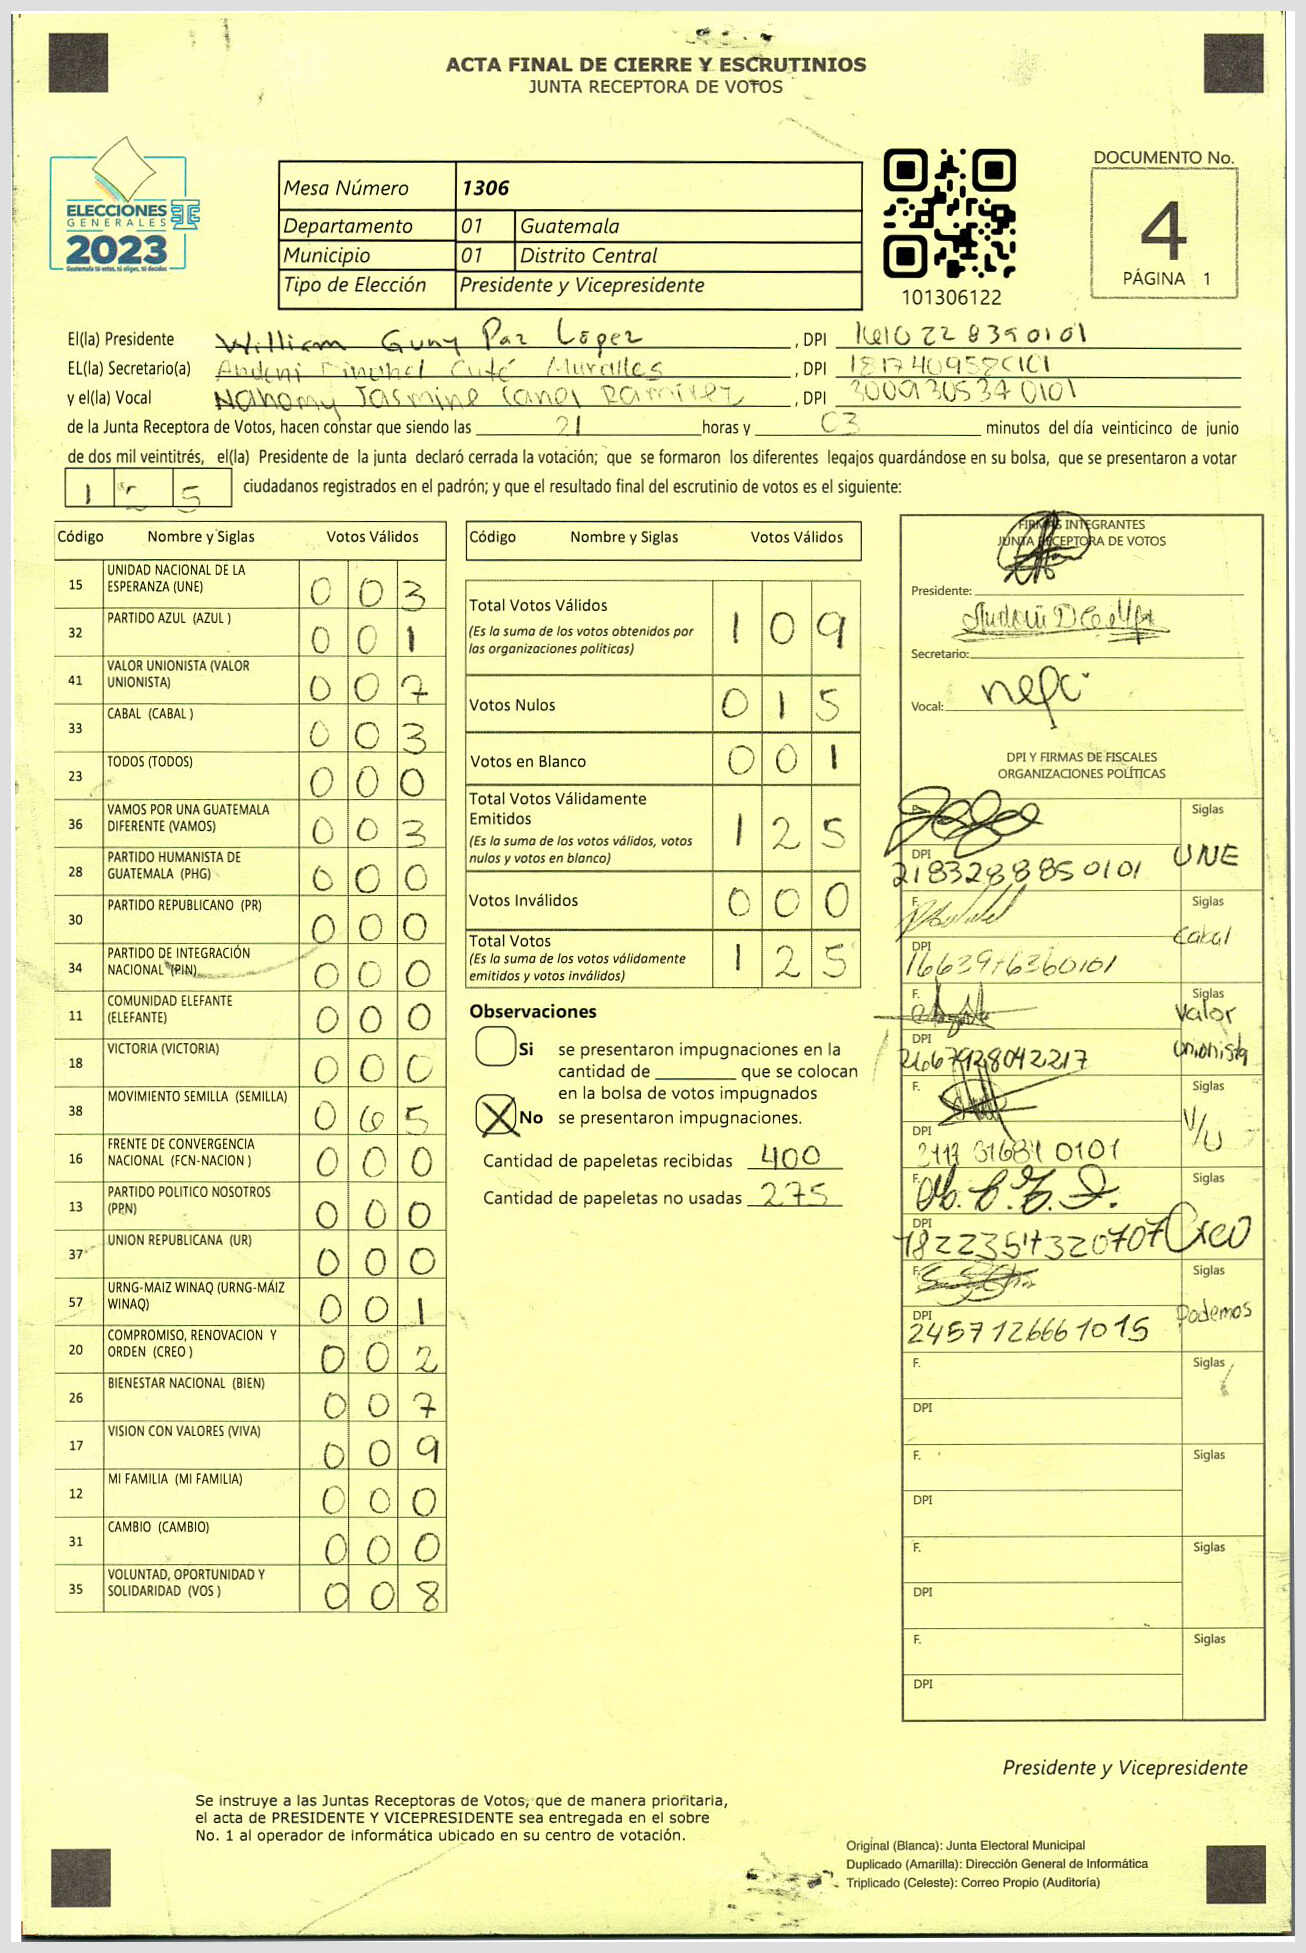 ACTA FINAL DE CIERRE Y ESCRUTINIOS
JUNTA RECEPTORA DE VOTOS
ELECCIONES
GENERALES
2023
Guatemala tú votas, tú eliges, tú decides
Mesa Número 1306
Departamento 01 Guatemala
Municipio 01 Distrito Central
Tipo de Elección Presidente y Vicepresidente
101306122
DOCUMENTO No.
4
PÁGINA 1
El(la) Presidente William Guny Paz López , DPI 1610228390101
EL(la) Secretario(a) , DPI
y el(la) Vocal Nahomy Jasmine Ramirez , DPI 30001305370101
de la Junta Receptora de Votos, hacen constar que siendo las 21 horas y 03 minutos del día veinticinco de junio
de dos mil veintitrés, el(la) Presidente de la junta declaró cerrada la votación; que se formaron los diferentes legajos guardándose en su bolsa, que se presentaron a votar
1 2 5 ciudadanos registrados en el padrón; y que el resultado final del escrutinio de votos es el siguiente:
Código Nombre y Siglas Votos Válidos
15 UNIDAD NACIONAL DE LA ESPERANZA (UNE) 0 0 3
32 PARTIDO AZUL (AZUL ) 0 0 1
41 VALOR UNIONISTA (VALOR UNIONISTA) 0 0 7
33 CABAL (CABAL ) 0 0 3
23 TODOS (TODOS) 0 0 0
36 VAMOS POR UNA GUATEMALA DIFERENTE (VAMOS) 0 0 3
28 PARTIDO HUMANISTA DE GUATEMALA (PHG) 0 0 0
30 PARTIDO REPUBLICANO (PR) 0 0 0
34 PARTIDO DE INTEGRACIÓN NACIONAL (PIN) 0 0 0
11 COMUNIDAD ELEFANTE (ELEFANTE) 0 0 0
18 VICTORIA (VICTORIA) 0 0 0
38 MOVIMIENTO SEMILLA (SEMILLA) 0 6 5
16 FRENTE DE CONVERGENCIA NACIONAL (FCN-NACION ) 0 0 0
13 PARTIDO POLITICO NOSOTROS (PPN) 0 0 0
37 UNION REPUBLICANA (UR) 0 0 0
57 URNG-MAIZ WINAQ (URNG-MÁIZ WINAQ) 0 0 1
20 COMPROMISO, RENOVACION Y ORDEN (CREO ) 0 0 2
26 BIENESTAR NACIONAL (BIEN) 0 0 7
17 VISION CON VALORES (VIVA) 0 0 9
12 MI FAMILIA (MI FAMILIA) 0 0 0
31 CAMBIO (CAMBIO) 0 0 0
35 VOLUNTAD, OPORTUNIDAD Y SOLIDARIDAD (VOS ) 0 0 8
Código Nombre y Siglas Votos Válidos
Total Votos Válidos 1 0 9
(Es la suma de los votos obtenidos por
las organizaciones políticas)
Votos Nulos 0 1 5
Votos en Blanco 0 0 1
Total Votos Válidamente
Emitidos 1 2 5
(Es la suma de los votos válidos, votos
nulos y votos en blanco)
Votos Inválidos 0 0 0
Total Votos 1 2 5
(Es la suma de los votos válidamente
emitidos y votos inválidos)
Observaciones
Si se presentaron impugnaciones en la
cantidad de ________ que se colocan
en la bolsa de votos impugnados
X No se presentaron impugnaciones.
Cantidad de papeletas recibidas 400
Cantidad de papeletas no usadas 275
FIRMAS INTEGRANTES
JUNTA RECEPTORA DE VOTOS
Presidente:
Secretario:
Vocal:
DPI Y FIRMAS DE FISCALES
ORGANIZACIONES POLÍTICAS
F. Siglas
DPI 2183288850101 UNE
F. Siglas
DPI Cabal
F. Siglas
DPI 2667928042217 Valor Unionista
F. Siglas
DPI V/U
F. Siglas
DPI Creo
F. Siglas
DPI 2457126661015 Podemos
F. Siglas
DPI
F. Siglas
DPI
F. Siglas
DPI
F. Siglas
DPI
Presidente y Vicepresidente
Se instruye a las Juntas Receptoras de Votos, que de manera prioritaria,
el acta de PRESIDENTE Y VICEPRESIDENTE sea entregada en el sobre
No. 1 al operador de informática ubicado en su centro de votación.
Original (Blanca): Junta Electoral Municipal
Duplicado (Amarilla): Dirección General de Informática
Triplicado (Celeste): Correo Propio (Auditoría)